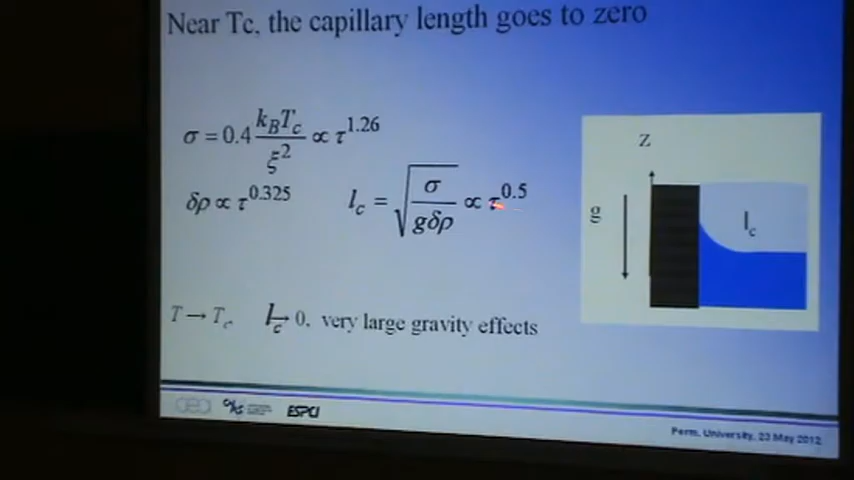 Near Tc, the capillary length goes to zero
σ = 0.4 k_BT_c / ξ² ∝ τ^1.26
δρ ∝ τ^0.325
l_c = √(σ / gδρ) ∝ τ^0.5
T → T_c l_c → 0, very large gravity effects
z
g
l_c
cea
ESPCI
Perm, University, 23 May 2012